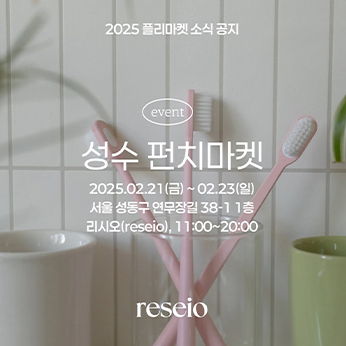 2025 플리마켓 소식 공지
event
성수 펀치마켓
2025.02.21(금) ~ 02.23(일)
서울 성동구 연무장길 38-1 1층
리시오(reseio), 11:00~20:00
reseio